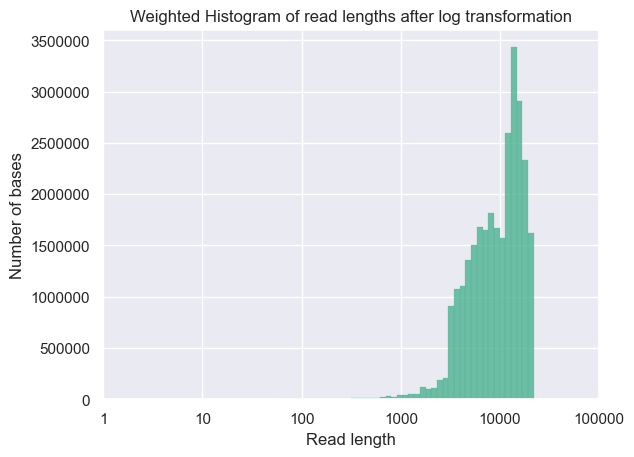 Weighted Histogram of read lengths after log transformation
3500000
3000000
2500000
2000000
1500000
1000000
500000
0
1 10 100 1000 10000 100000
Number of bases
Read length